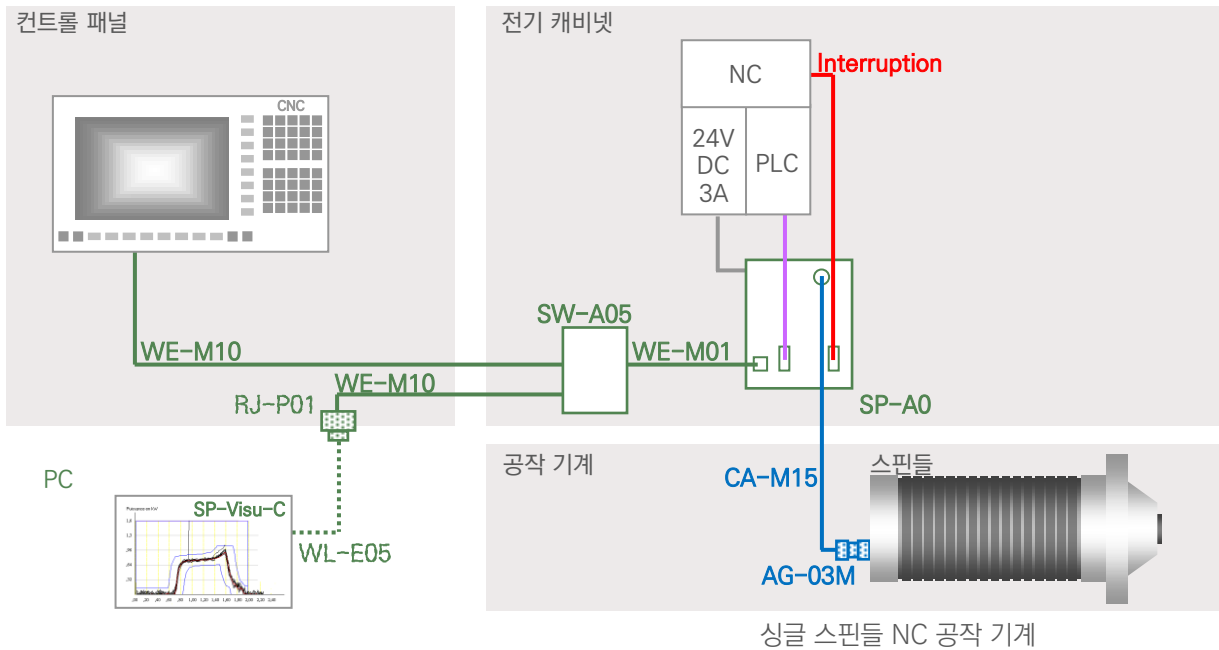 컨트롤 패널
CNC
전기 캐비넷
NC
Interruption
24V
DC
3A
PLC
SW-A05
WE-M10
WE-M01
WE-M10
RJ-P01
SP-A0
PC
SP-Visu-C
WL-E05
공작 기계
스핀들
CA-M15
AG-03M
싱글 스핀들 NC 공작 기계